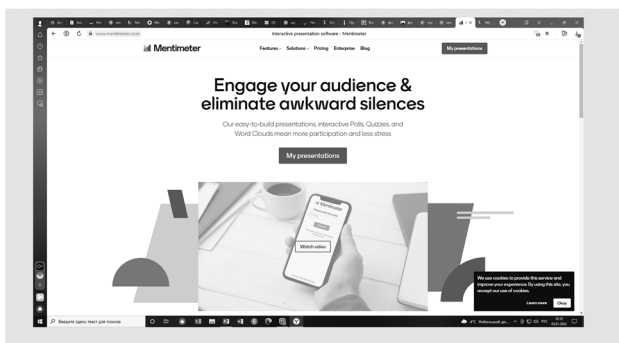 www.mentimeter.com
Interactive presentation software - Mentimeter
Mentimeter
Features
Solutions
Pricing
Enterprise
Blog
My presentations
Engage your audience &
eliminate awkward silences
Our easy-to-build presentations, interactive Polls, Quizzes, and
Word Clouds mean more participation and less stress
My presentations
Mentimeter
Watch video
We use cookies to provide this service and
improve your experience. By using this site, you
accept our use of cookies.
Learn more
Okay
Введите здесь текст для поиска